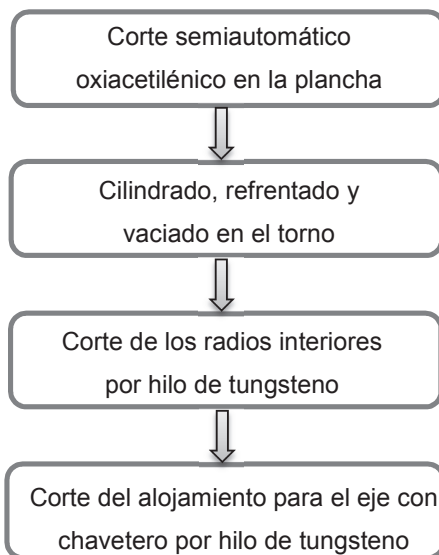 Corte semiautomático
oxiacetilénico en la plancha
Cilindrado, refrentado y
vaciado en el torno
Corte de los radios interiores
por hilo de tungsteno
Corte del alojamiento para el eje con
chavetero por hilo de tungsteno